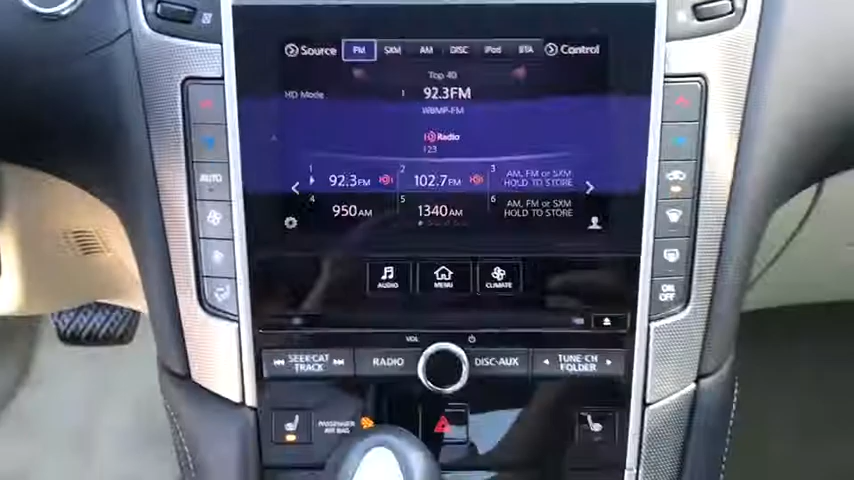 Source FM SXM AM DISC iPod BTA Control
Top 40
HD Mode 1 92.3FM
WBMP-FM
HD Radio
123
1 92.3FM HD 2 102.7FM HD 3 AM, FM or SXM
HOLD TO STORE
4 950AM 5 1340AM 6 AM, FM or SXM
HOLD TO STORE
AUDIO MENU CLIMATE
AUTO
ON
OFF
VOL
SEEK·CAT
TRACK
RADIO
DISC·AUX
TUNE·CH
FOLDER
PASSENGER
AIR BAG